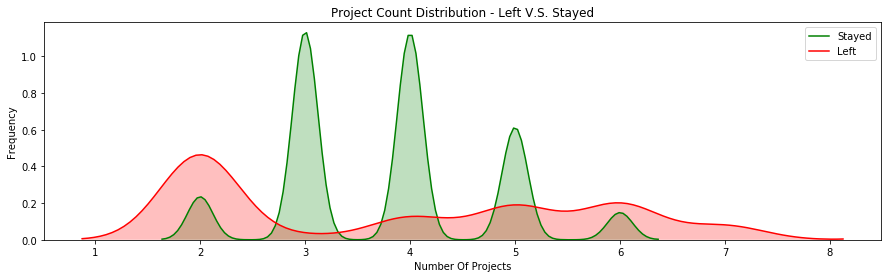 Project Count Distribution - Left V.S. Stayed
Stayed
Left
Frequency
1.0
0.8
0.6
0.4
0.2
0.0
1 2 3 4 5 6 7 8
Number Of Projects